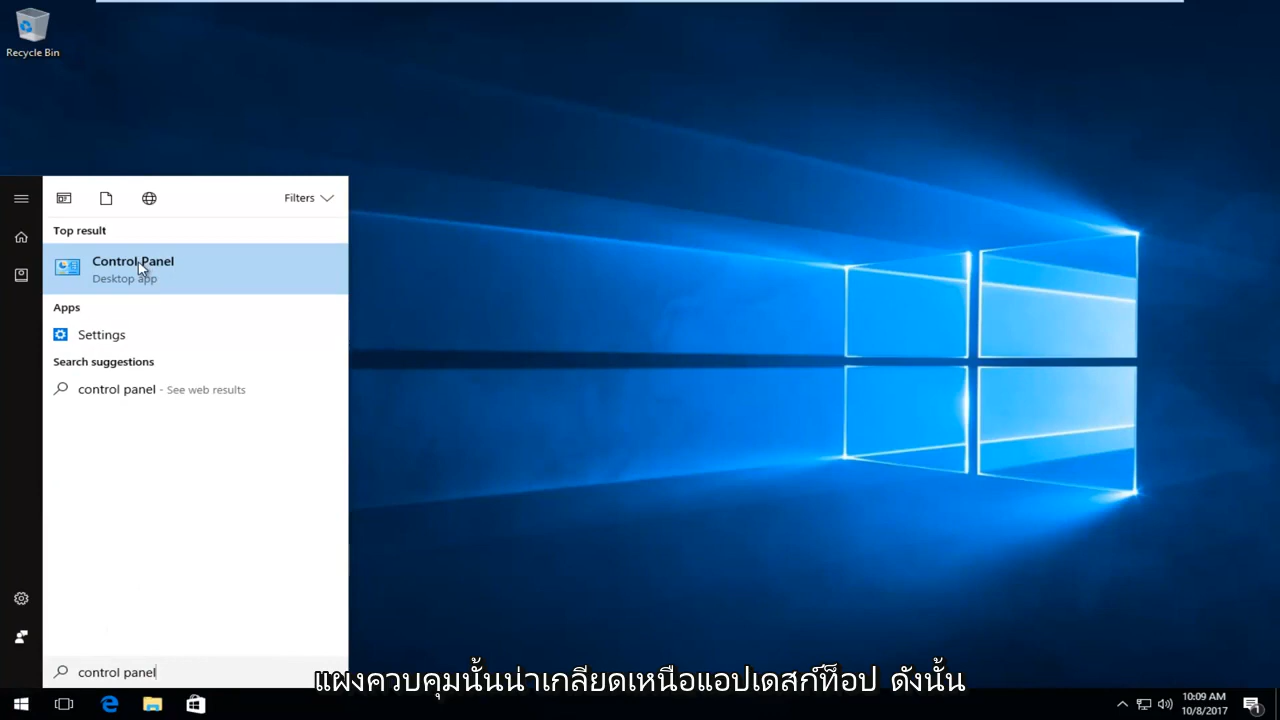 Recycle Bin
Filters
Top result
Control Panel
Desktop app
Apps
Settings
Search suggestions
control panel - See web results
control panel
แผงควบคุมนั้นน่าเกลียดเหนือแอปเดสก์ท็อป ดังนั้น
10:09 AM
10/8/2017
1